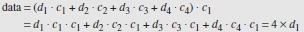 data = (d₁ · c₁ + d₂ · c₂ + d₃ · c₃ + d₄ · c₄) · c₁
= d₁ · c₁ · c₁ + d₂ · c₂ · c₁ + d₃ · c₃ · c₁ + d₄ · c₄ · c₁ = 4 × d₁